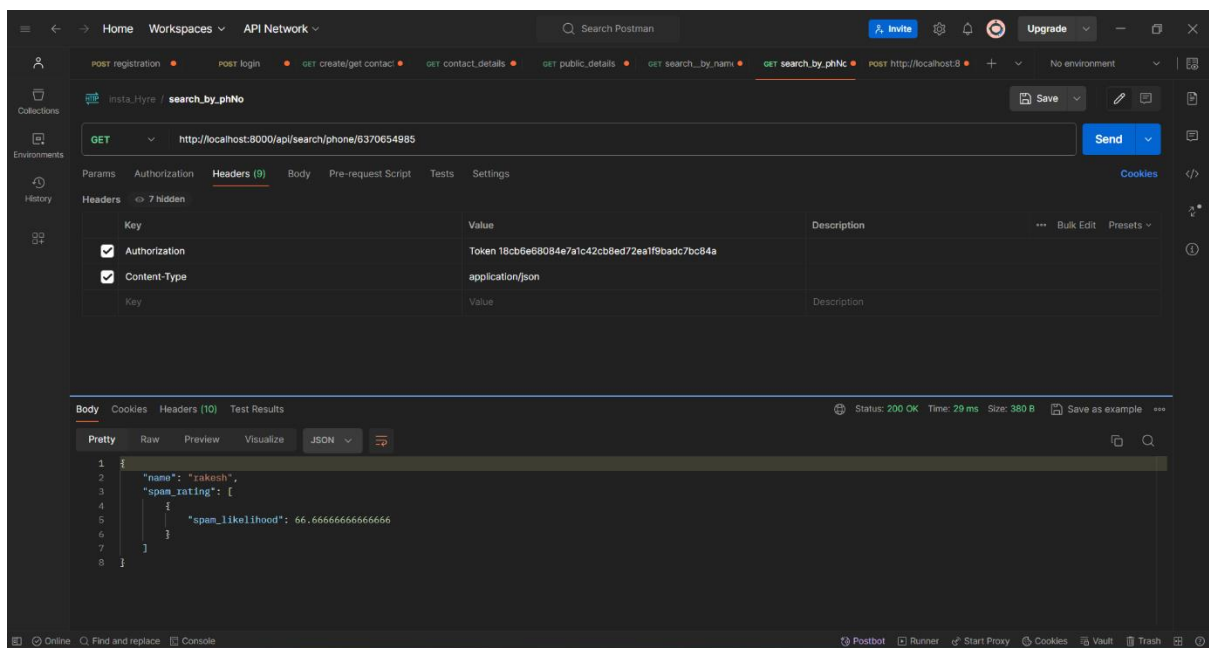 Home Workspaces API Network Search Postman Invite Upgrade
POST registration POST login GET create/get contact GET contact_details GET public_details GET search__by_name GET search_by_phNo POST http://localhost:8 No environment
Collections
Environments
History
HTTP insta_Hyre / search_by_phNo Save
GET http://localhost:8000/api/search/phone/6370654985 Send
Params Authorization Headers (9) Body Pre-request Script Tests Settings Cookies
Headers 7 hidden
Key Value Description Bulk Edit Presets
Authorization Token 18cb6e68084e7a1c42cb8ed72ea1f9badc7bc84a
Content-Type application/json
Key Value Description
Body Cookies Headers (10) Test Results Status: 200 OK Time: 29 ms Size: 380 B Save as example
Pretty Raw Preview Visualize JSON
1 {
2 "name": "rakesh",
3 "spam_rating": [
4 {
5 "spam_likelihood": 66.66666666666666
6 }
7 ]
8 }
Online Find and replace Console Postbot Runner Start Proxy Cookies Vault Trash